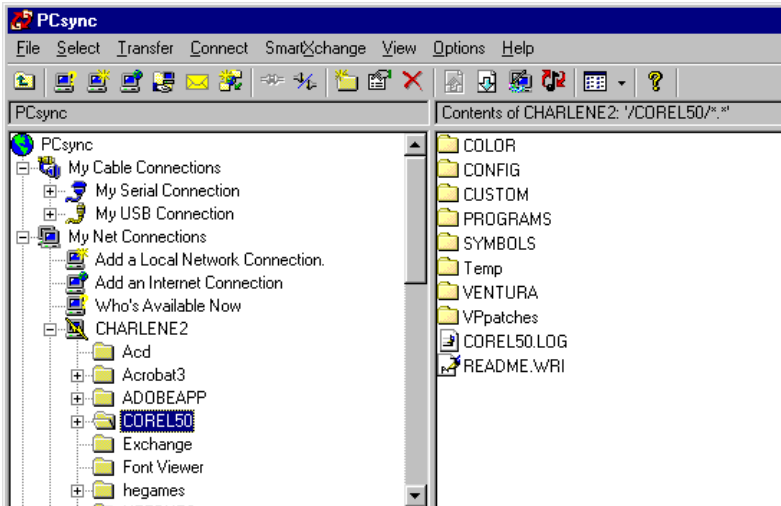 PCsync
File Select Transfer Connect SmartXchange View Options Help
PCsync
Contents of CHARLENE2: '/COREL50/*.*'
PCsync
My Cable Connections
My Serial Connection
My USB Connection
My Net Connections
Add a Local Network Connection.
Add an Internet Connection
Who's Available Now
CHARLENE2
Acd
Acrobat3
ADOBEAPP
COREL50
Exchange
Font Viewer
hegames
COLOR
CONFIG
CUSTOM
PROGRAMS
SYMBOLS
Temp
VENTURA
VPpatches
COREL50.LOG
README.WRI